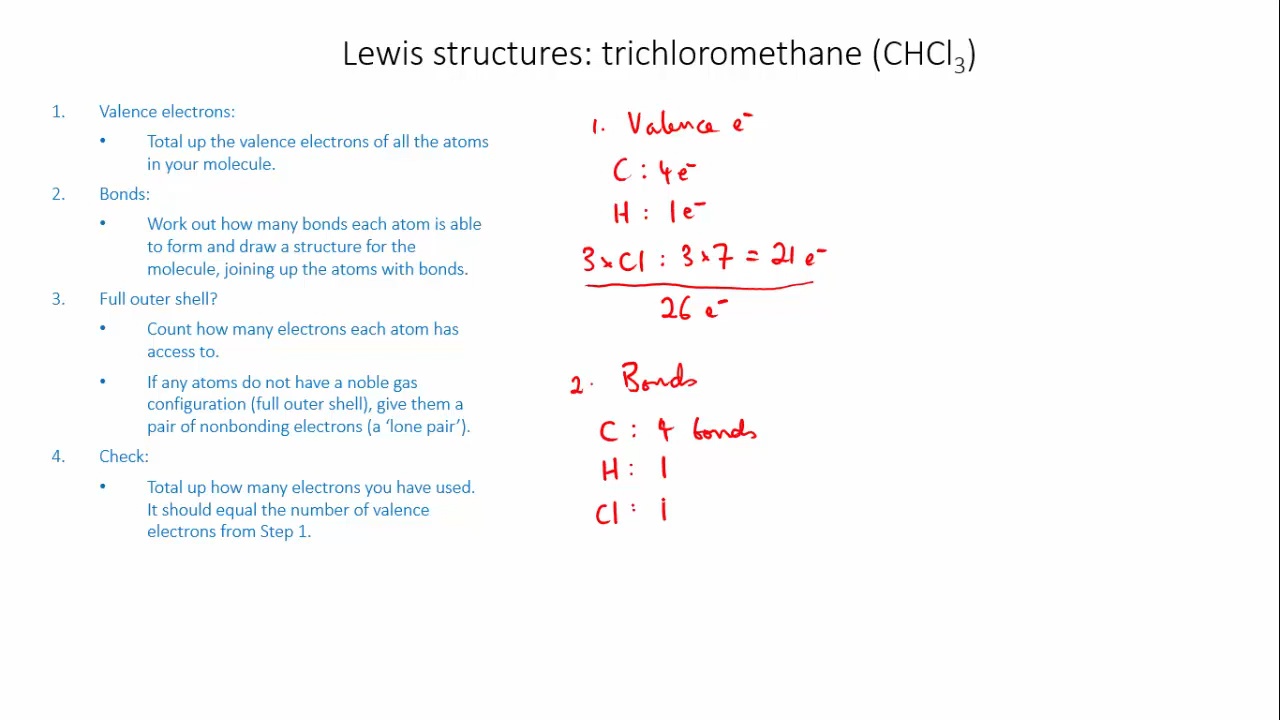 Lewis structures: trichloromethane (CHCl₃)
1. Valence electrons:
• Total up the valence electrons of all the atoms
in your molecule.
2. Bonds:
• Work out how many bonds each atom is able
to form and draw a structure for the
molecule, joining up the atoms with bonds.
3. Full outer shell?
• Count how many electrons each atom has
access to.
• If any atoms do not have a noble gas
configuration (full outer shell), give them a
pair of nonbonding electrons (a ‘lone pair’).
4. Check:
• Total up how many electrons you have used.
It should equal the number of valence
electrons from Step 1.
1. Valence e⁻
C : 4e⁻
H : 1e⁻
3×Cl : 3×7 = 21 e⁻
26 e⁻
2. Bonds
C : 4 bonds
H : 1
Cl : 1